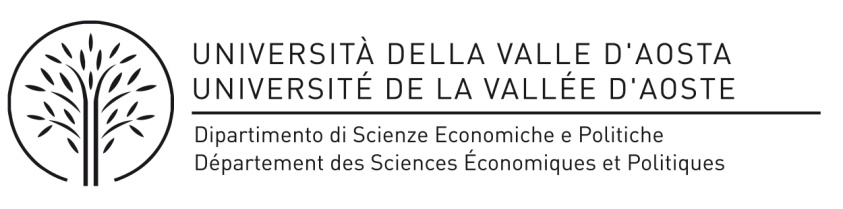 UNIVERSITÀ DELLA VALLE D'AOSTA
UNIVERSITÉ DE LA VALLÉE D'AOSTE
Dipartimento di Scienze Economiche e Politiche
Département des Sciences Économiques et Politiques